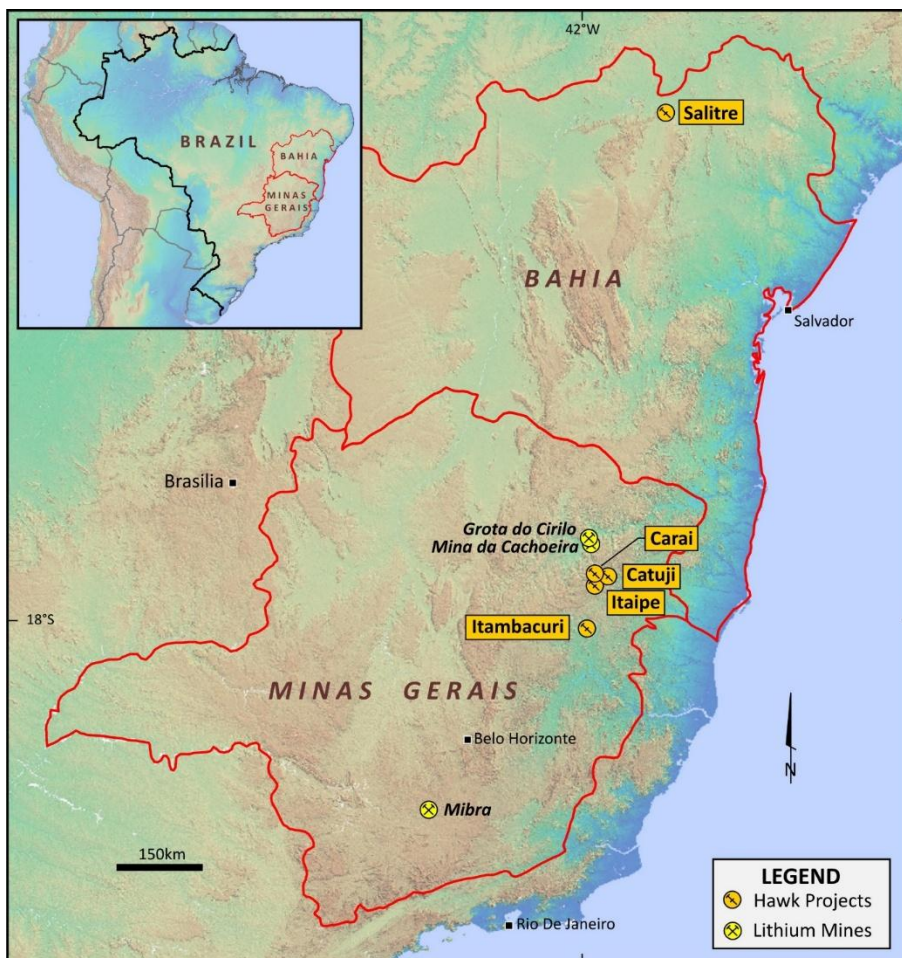 42°W
BRAZIL
BAHIA
MINAS
GERAIS
Salitre
BAHIA
Salvador
Brasilia
Grota do Cirilo
Mina da Cachoeira
Carai
Catuji
Itaipe
18°S
Itambacuri
MINAS GERAIS
Belo Horizonte
N
Mibra
150km
LEGEND
Hawk Projects
Lithium Mines
Rio De Janeiro